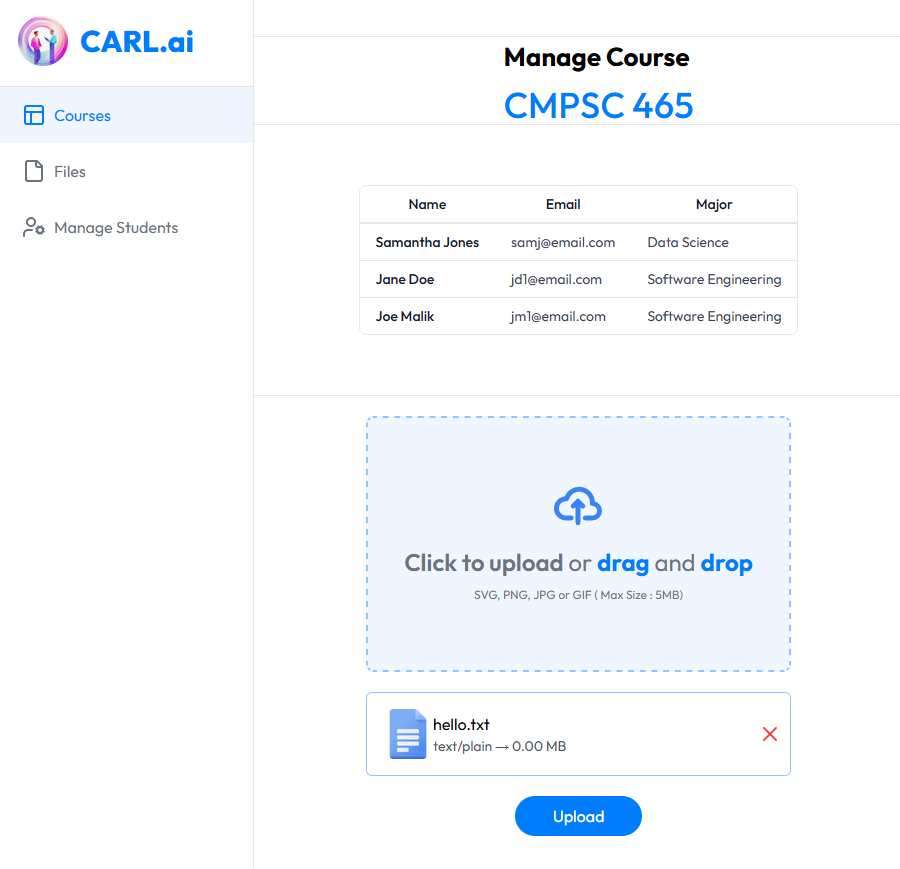 CARL.ai
Courses
Files
Manage Students
Manage Course
CMPSC 465
Name Email Major
Samantha Jones samj@email.com Data Science
Jane Doe jd1@email.com Software Engineering
Joe Malik jm1@email.com Software Engineering
Click to upload or drag and drop
SVG, PNG, JPG or GIF ( Max Size : 5MB)
hello.txt
text/plain → 0.00 MB
Upload